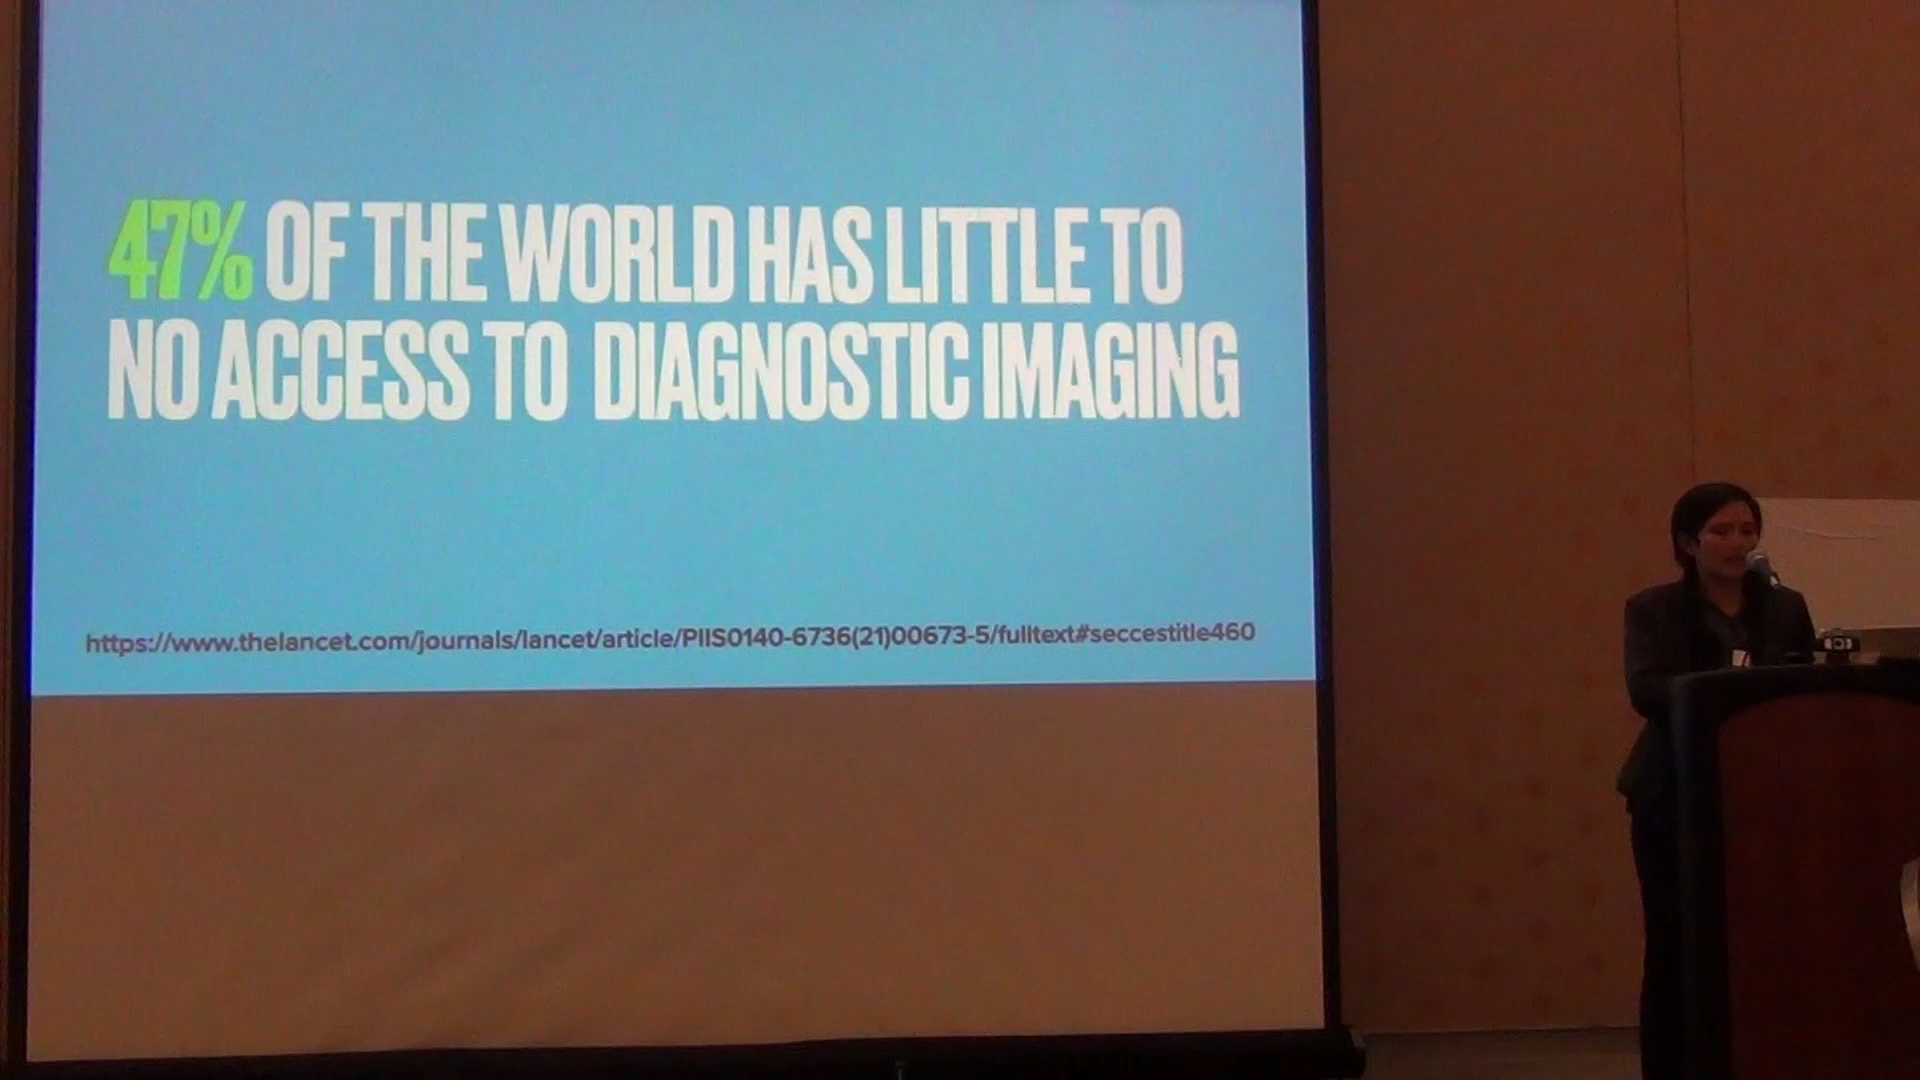 47% OF THE WORLD HAS LITTLE TO
NO ACCESS TO DIAGNOSTIC IMAGING
https://www.thelancet.com/journals/lancet/article/PIIS0140-6736(21)00673-5/fulltext#seccestitle460